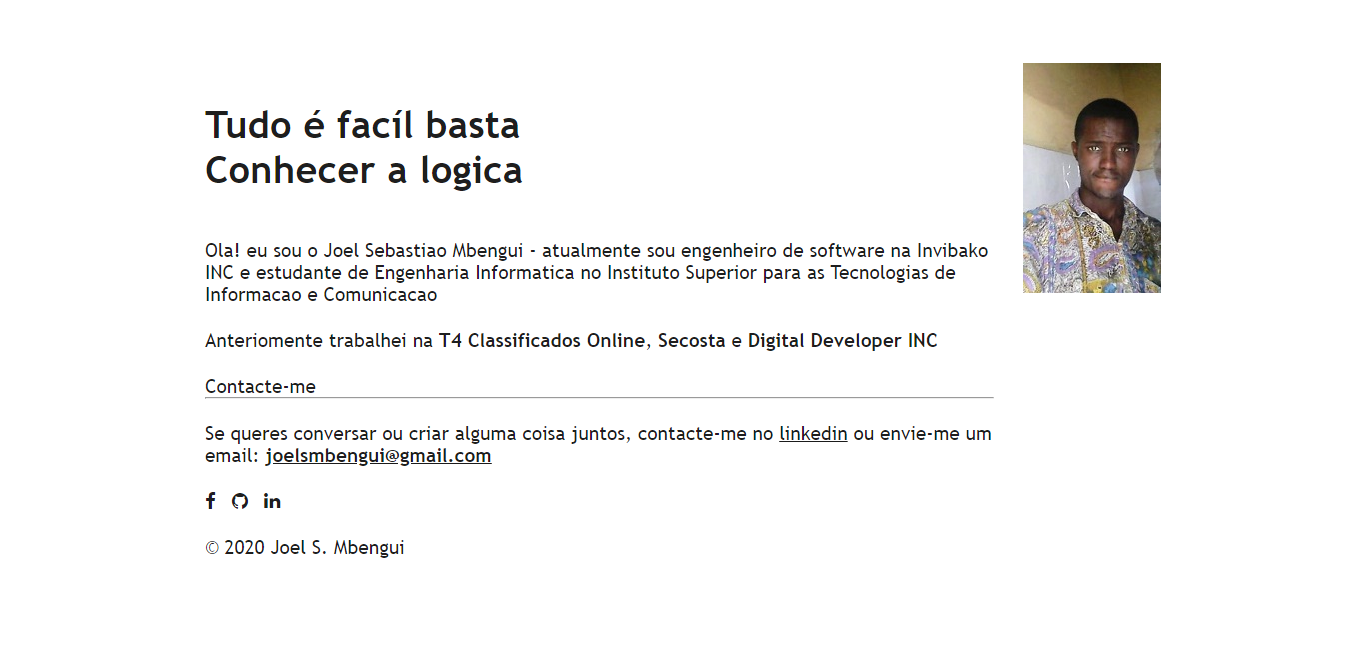 Tudo é facíl basta
Conhecer a logica
Ola! eu sou o Joel Sebastiao Mbengui - atualmente sou engenheiro de software na Invibako
INC e estudante de Engenharia Informatica no Instituto Superior para as Tecnologias de
Informacao e Comunicacao
Anteriomente trabalhei na T4 Classificados Online, Secosta e Digital Developer INC
Contacte-me
Se queres conversar ou criar alguma coisa juntos, contacte-me no linkedin ou envie-me um
email: joelsmbengui@gmail.com
© 2020 Joel S. Mbengui